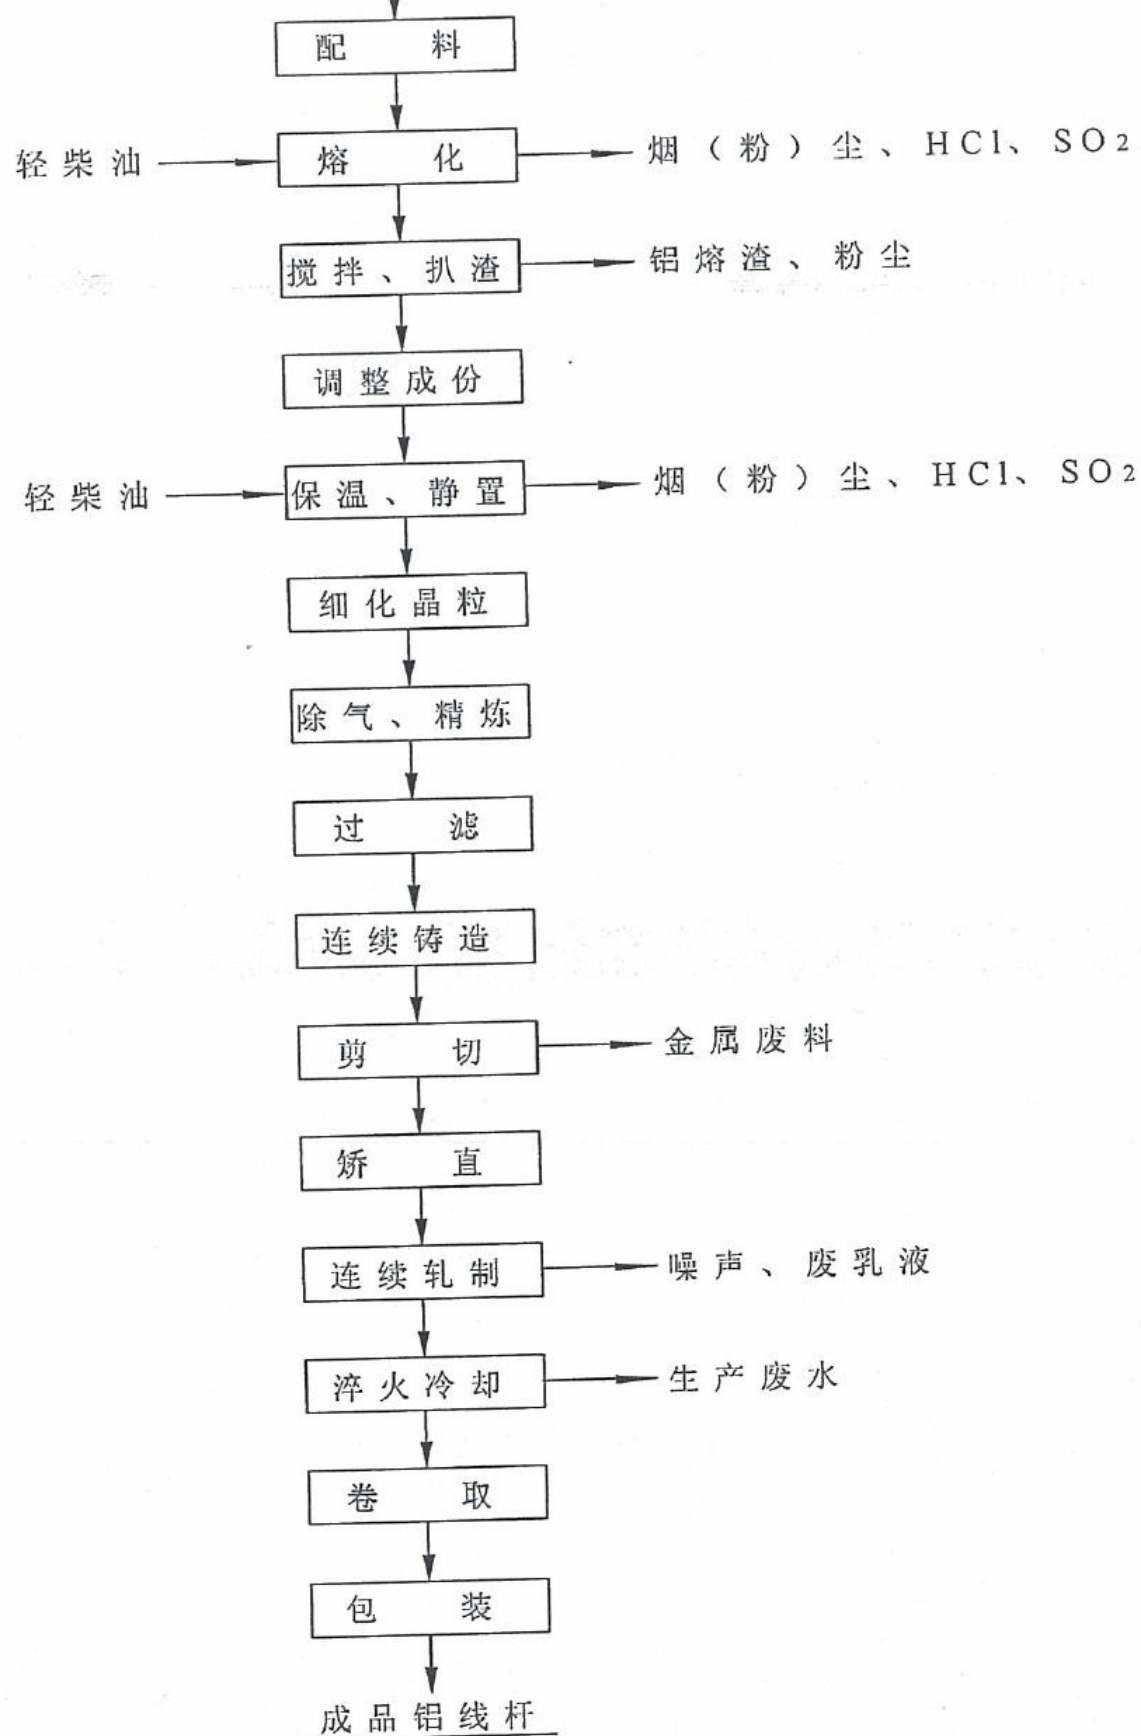 配料
轻柴油 熔化 烟（粉）尘、HCl、SO2
搅拌、扒渣 铝熔渣、粉尘
调整成份
轻柴油 保温、静置 烟（粉）尘、HCl、SO2
细化晶粒
除气、精炼
过滤
连续铸造
剪切 金属废料
矫直
连续轧制 噪声、废乳液
淬火冷却 生产废水
卷取
包装
成品铝线杆